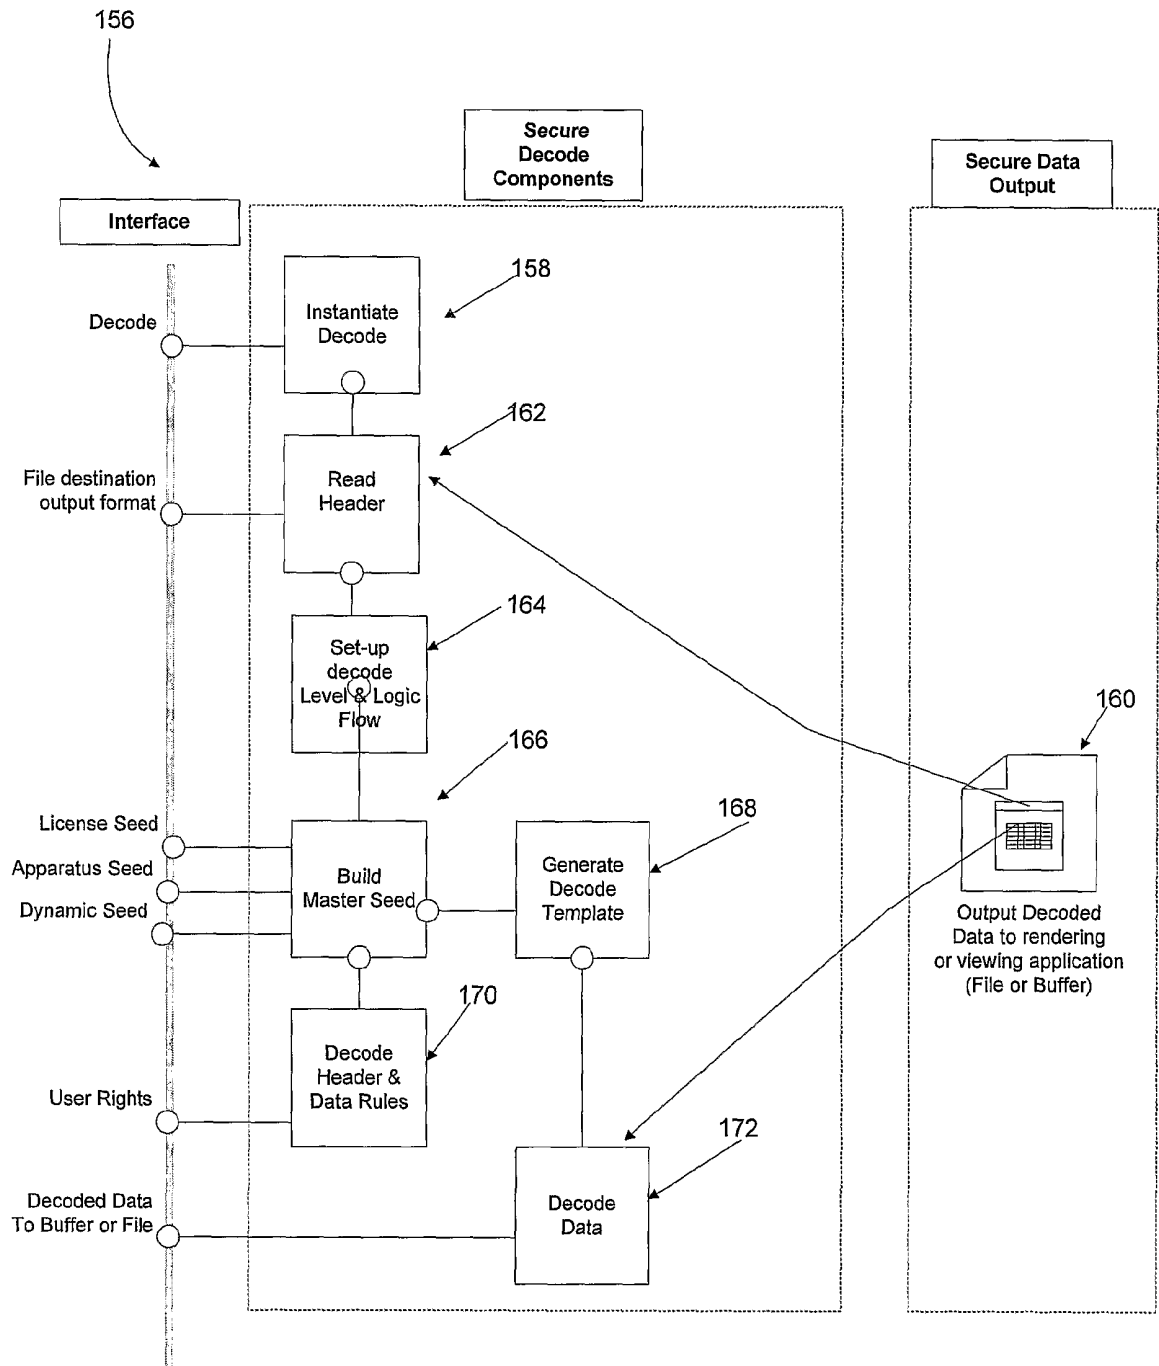 156
Secure
Decode
Components
Secure Data
Output
Interface
158
Instantiate
Decode
Decode
162
Read
Header
File destination
output format
164
Set-up
decode
Level & Logic
Flow
160
166
License Seed
Apparatus Seed
Dynamic Seed
Build
Master Seed
168
Generate
Decode
Template
Output Decoded
Data to rendering
or viewing application
(File or Buffer)
170
Decode
Header &
Data Rules
User Rights
172
Decode
Data
Decoded Data
To Buffer or File